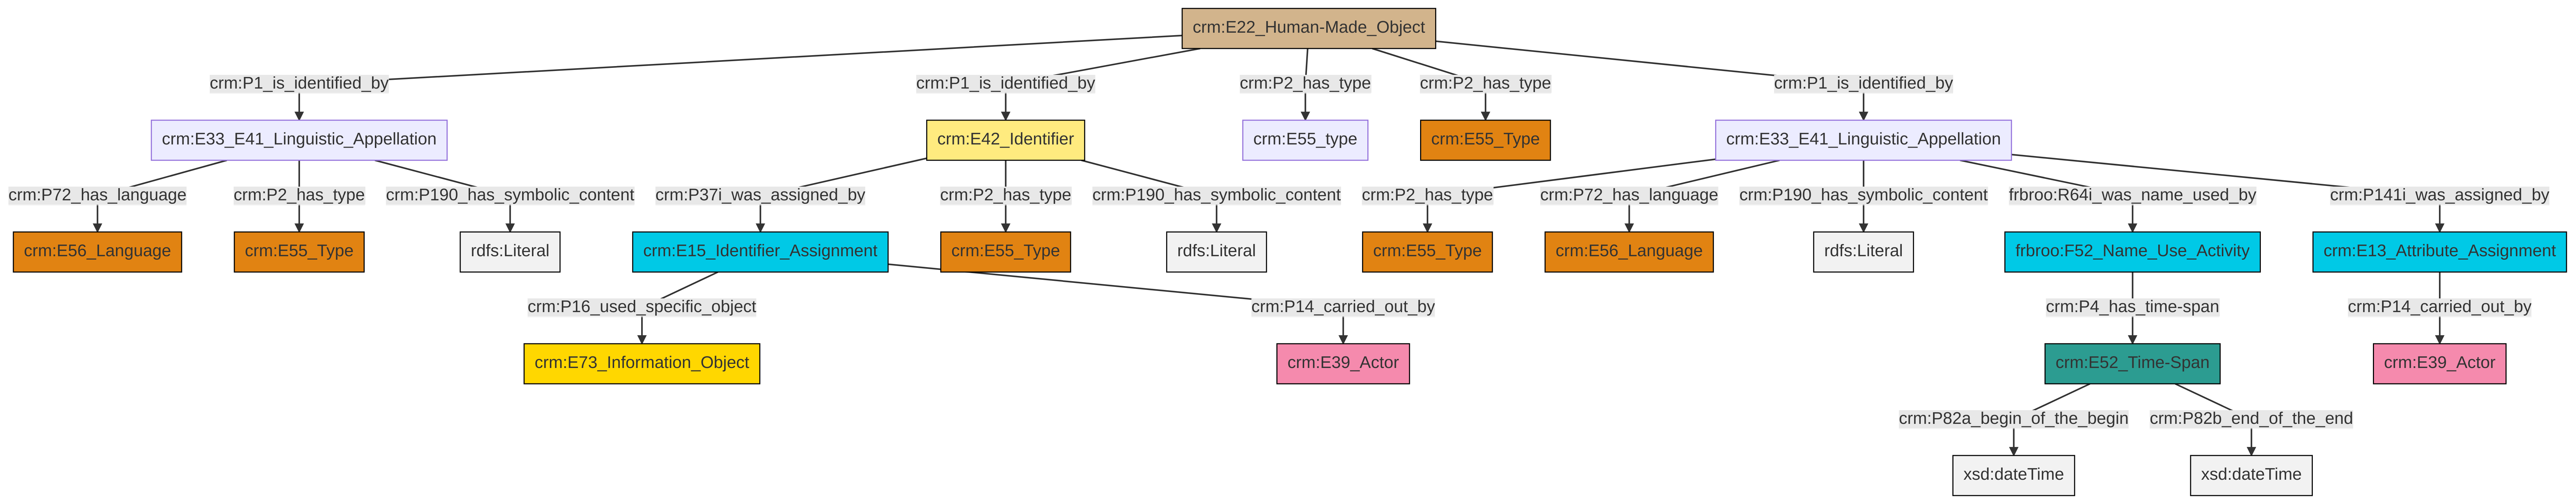 crm:E22_Human-Made_Object
crm:P1_is_identified_by
crm:P1_is_identified_by
crm:P2_has_type
crm:P2_has_type
crm:P1_is_identified_by
crm:E33_E41_Linguistic_Appellation
crm:E42_Identifier
crm:E55_type
crm:E55_Type
crm:E33_E41_Linguistic_Appellation
crm:P72_has_language
crm:P2_has_type
crm:P190_has_symbolic_content
crm:P37i_was_assigned_by
crm:P2_has_type
crm:P190_has_symbolic_content
crm:P2_has_type
crm:P72_has_language
crm:P190_has_symbolic_content
frbroo:R64i_was_name_used_by
crm:P141i_was_assigned_by
crm:E56_Language
crm:E55_Type
rdfs:Literal
crm:E15_Identifier_Assignment
crm:E55_Type
rdfs:Literal
crm:E55_Type
crm:E56_Language
rdfs:Literal
frbroo:F52_Name_Use_Activity
crm:E13_Attribute_Assignment
crm:P16_used_specific_object
crm:P14_carried_out_by
crm:P4_has_time-span
crm:P14_carried_out_by
crm:E73_Information_Object
crm:E39_Actor
crm:E52_Time-Span
crm:E39_Actor
crm:P82a_begin_of_the_begin
crm:P82b_end_of_the_end
xsd:dateTime
xsd:dateTime